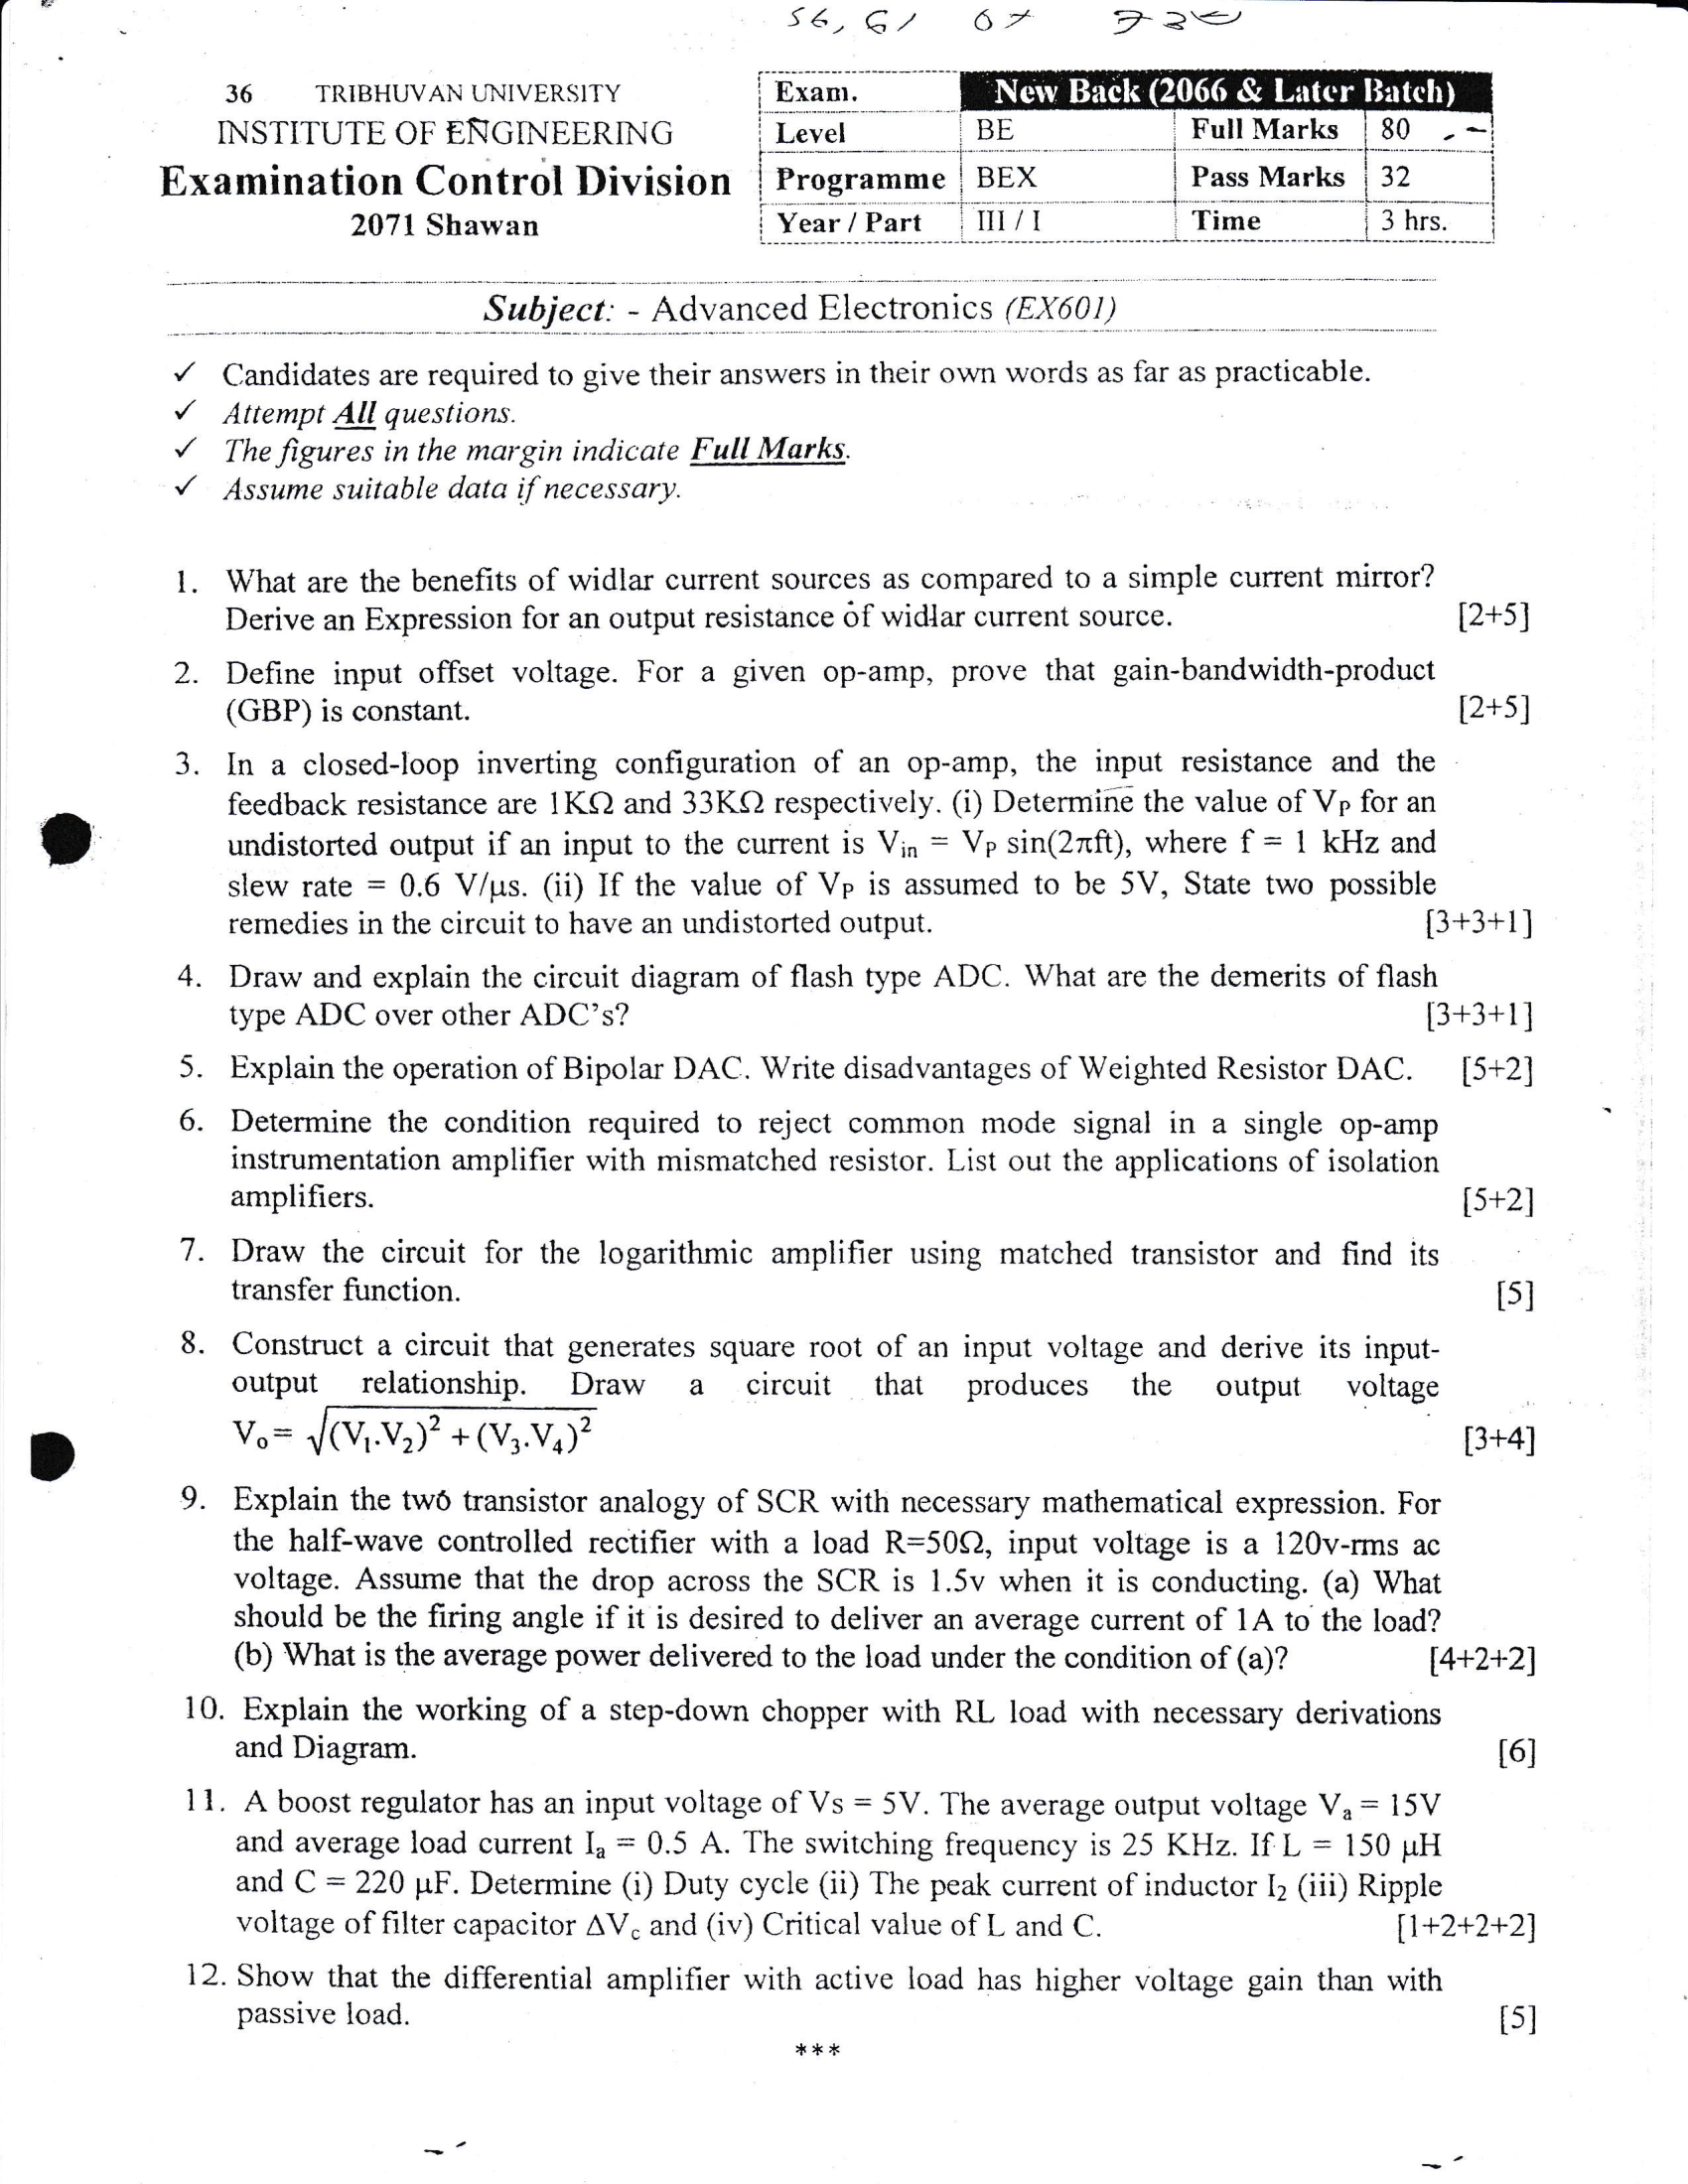 56, 61 67
36 TRIBHUVAN UNIVERSITY
INSTITUTE OF ENGINEERING
Examination Control Division
2071 Shawan
Exam. New Back (2066 & Later Batch)
Level BE Full Marks 80
Programme BEX Pass Marks 32
Year / Part III / I Time 3 hrs.
Subject: - Advanced Electronics (EX601)
✓ Candidates are required to give their answers in their own words as far as practicable.
✓ Attempt All questions.
✓ The figures in the margin indicate Full Marks.
✓ Assume suitable data if necessary.
1. What are the benefits of widlar current sources as compared to a simple current mirror?
Derive an Expression for an output resistance of widlar current source. [2+5]
2. Define input offset voltage. For a given op-amp, prove that gain-bandwidth-product
(GBP) is constant. [2+5]
3. In a closed-loop inverting configuration of an op-amp, the input resistance and the
feedback resistance are 1KΩ and 33KΩ respectively. (i) Determine the value of VP for an
undistorted output if an input to the current is Vin = VP sin(2πft), where f = 1 kHz and
slew rate = 0.6 V/μs. (ii) If the value of VP is assumed to be 5V, State two possible
remedies in the circuit to have an undistorted output. [3+3+1]
4. Draw and explain the circuit diagram of flash type ADC. What are the demerits of flash
type ADC over other ADC's? [3+3+1]
5. Explain the operation of Bipolar DAC. Write disadvantages of Weighted Resistor DAC. [5+2]
6. Determine the condition required to reject common mode signal in a single op-amp
instrumentation amplifier with mismatched resistor. List out the applications of isolation
amplifiers. [5+2]
7. Draw the circuit for the logarithmic amplifier using matched transistor and find its
transfer function. [5]
8. Construct a circuit that generates square root of an input voltage and derive its input-
output relationship. Draw a circuit that produces the output voltage
Vo= √(V1.V2)² + (V3.V4)² [3+4]
9. Explain the two transistor analogy of SCR with necessary mathematical expression. For
the half-wave controlled rectifier with a load R=50Ω, input voltage is a 120v-rms ac
voltage. Assume that the drop across the SCR is 1.5v when it is conducting. (a) What
should be the firing angle if it is desired to deliver an average current of 1A to the load?
(b) What is the average power delivered to the load under the condition of (a)? [4+2+2]
10. Explain the working of a step-down chopper with RL load with necessary derivations
and Diagram. [6]
11. A boost regulator has an input voltage of Vs = 5V. The average output voltage Va = 15V
and average load current Ia = 0.5 A. The switching frequency is 25 KHz. If L = 150 μH
and C = 220 μF. Determine (i) Duty cycle (ii) The peak current of inductor I2 (iii) Ripple
voltage of filter capacitor ΔVc and (iv) Critical value of L and C. [1+2+2+2]
12. Show that the differential amplifier with active load has higher voltage gain than with
passive load. [5]
***